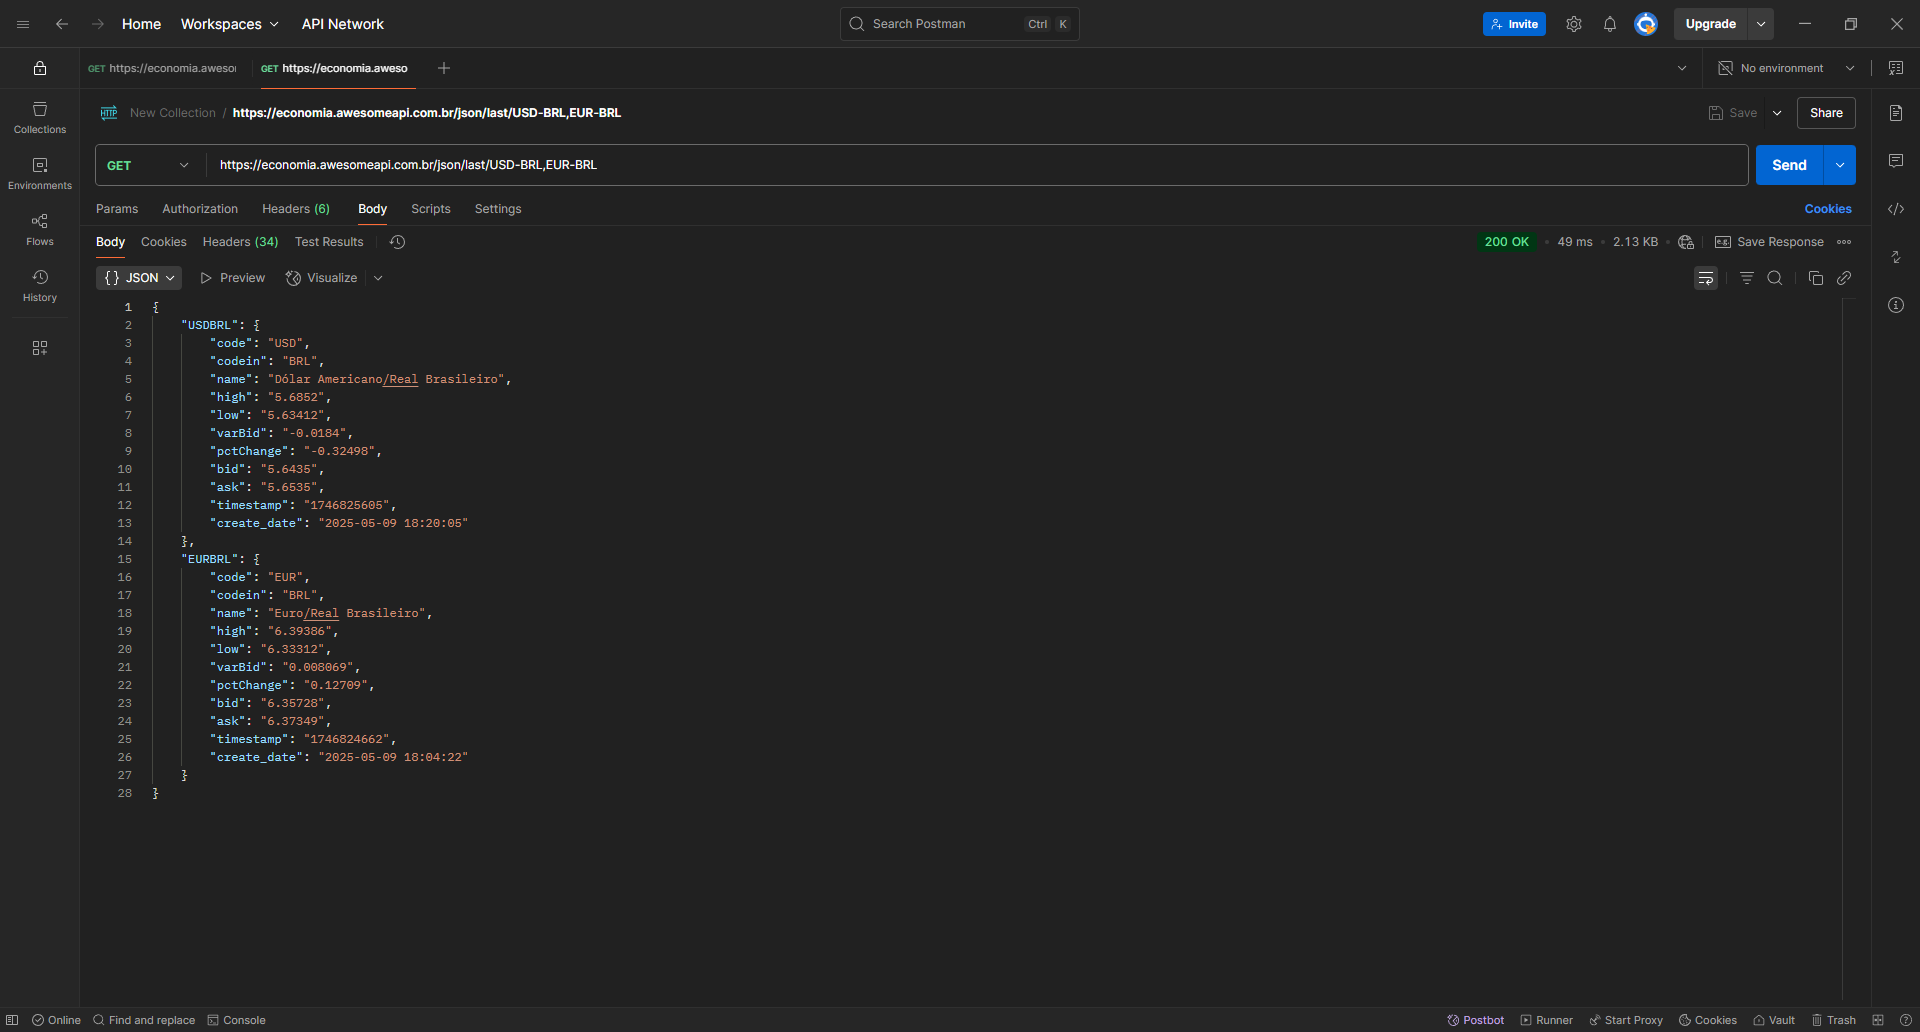 Home Workspaces API Network Search Postman Ctrl K Invite Upgrade
GET https://economia.aweso GET https://economia.aweso No environment
HTTP New Collection / https://economia.awesomeapi.com.br/json/last/USD-BRL,EUR-BRL Save Share
GET https://economia.awesomeapi.com.br/json/last/USD-BRL,EUR-BRL Send
Params Authorization Headers (6) Body Scripts Settings Cookies
Body Cookies Headers (34) Test Results 200 OK • 49 ms • 2.13 KB • e.g. Save Response
{} JSON Preview Visualize
Collections
Environments
Flows
History
1 {
2 "USDBRL": {
3 "code": "USD",
4 "codein": "BRL",
5 "name": "Dólar Americano/Real Brasileiro",
6 "high": "5.6852",
7 "low": "5.63412",
8 "varBid": "-0.0184",
9 "pctChange": "-0.32498",
10 "bid": "5.6435",
11 "ask": "5.6535",
12 "timestamp": "1746825605",
13 "create_date": "2025-05-09 18:20:05"
14 },
15 "EURBRL": {
16 "code": "EUR",
17 "codein": "BRL",
18 "name": "Euro/Real Brasileiro",
19 "high": "6.39386",
20 "low": "6.33312",
21 "varBid": "0.008069",
22 "pctChange": "0.12709",
23 "bid": "6.35728",
24 "ask": "6.37349",
25 "timestamp": "1746824662",
26 "create_date": "2025-05-09 18:04:22"
27 }
28 }
Online Find and replace Console Postbot Runner Start Proxy Cookies Vault Trash